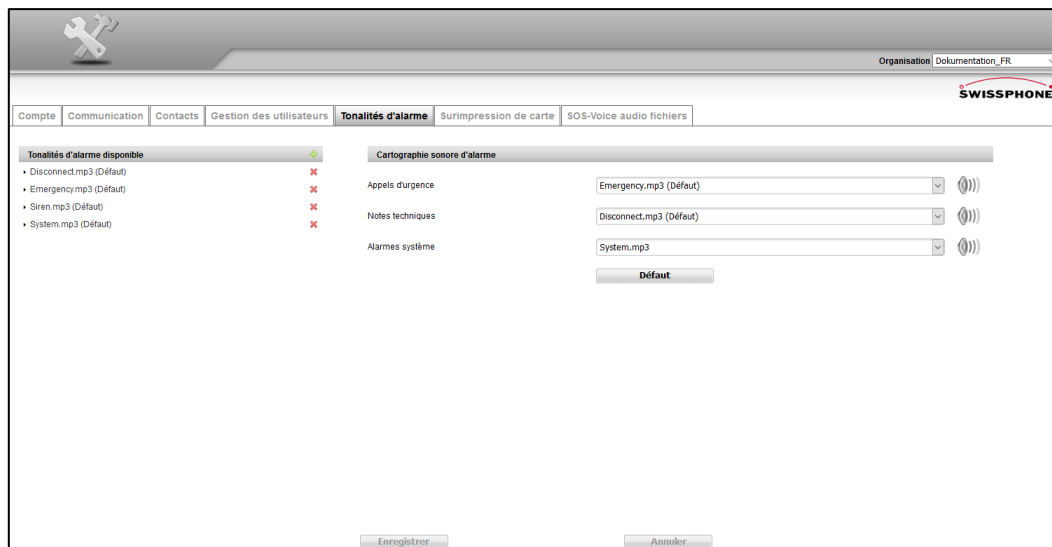 Organisation Dokumentation_FR
SWISSPHONE
Compte Communication Contacts Gestion des utilisateurs Tonalités d'alarme Surimpression de carte SOS-Voice audio fichiers
Tonalités d'alarme disponible
Disconnect.mp3 (Défaut)
Emergency.mp3 (Défaut)
Siren.mp3 (Défaut)
System.mp3 (Défaut)
Cartographie sonore d'alarme
Appels d'urgence Emergency.mp3 (Défaut)
Notes techniques Disconnect.mp3 (Défaut)
Alarmes système System.mp3
Défaut
Enregistrer Annuler